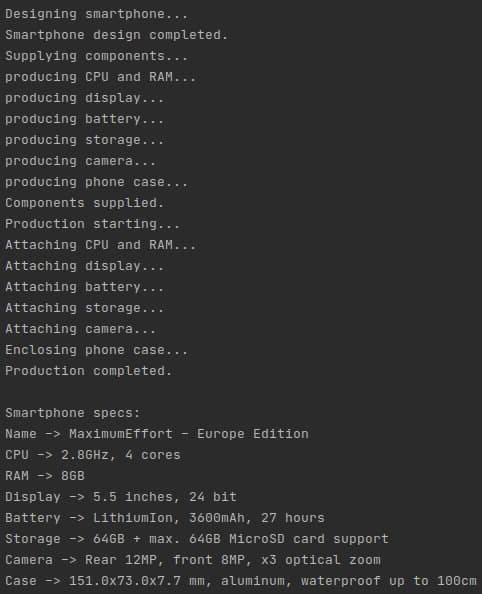 Designing smartphone...
Smartphone design completed.
Supplying components...
producing CPU and RAM...
producing display...
producing battery...
producing storage...
producing camera...
producing phone case...
Components supplied.
Production starting...
Attaching CPU and RAM...
Attaching display...
Attaching battery...
Attaching storage...
Attaching camera...
Enclosing phone case...
Production completed.

Smartphone specs:
Name -> MaximumEffort - Europe Edition
CPU -> 2.8GHz, 4 cores
RAM -> 8GB
Display -> 5.5 inches, 24 bit
Battery -> LithiumIon, 3600mAh, 27 hours
Storage -> 64GB + max. 64GB MicroSD card support
Camera -> Rear 12MP, front 8MP, x3 optical zoom
Case -> 151.0x73.0x7.7 mm, aluminum, waterproof up to 100cm